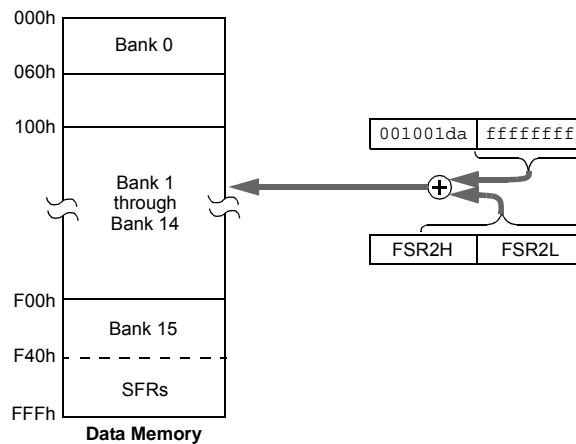 000h
Bank 0
060h
100h
001001da ffffffff
Bank 1
through
Bank 14
FSR2H FSR2L
F00h
Bank 15
F40h
SFRs
FFFh
Data Memory